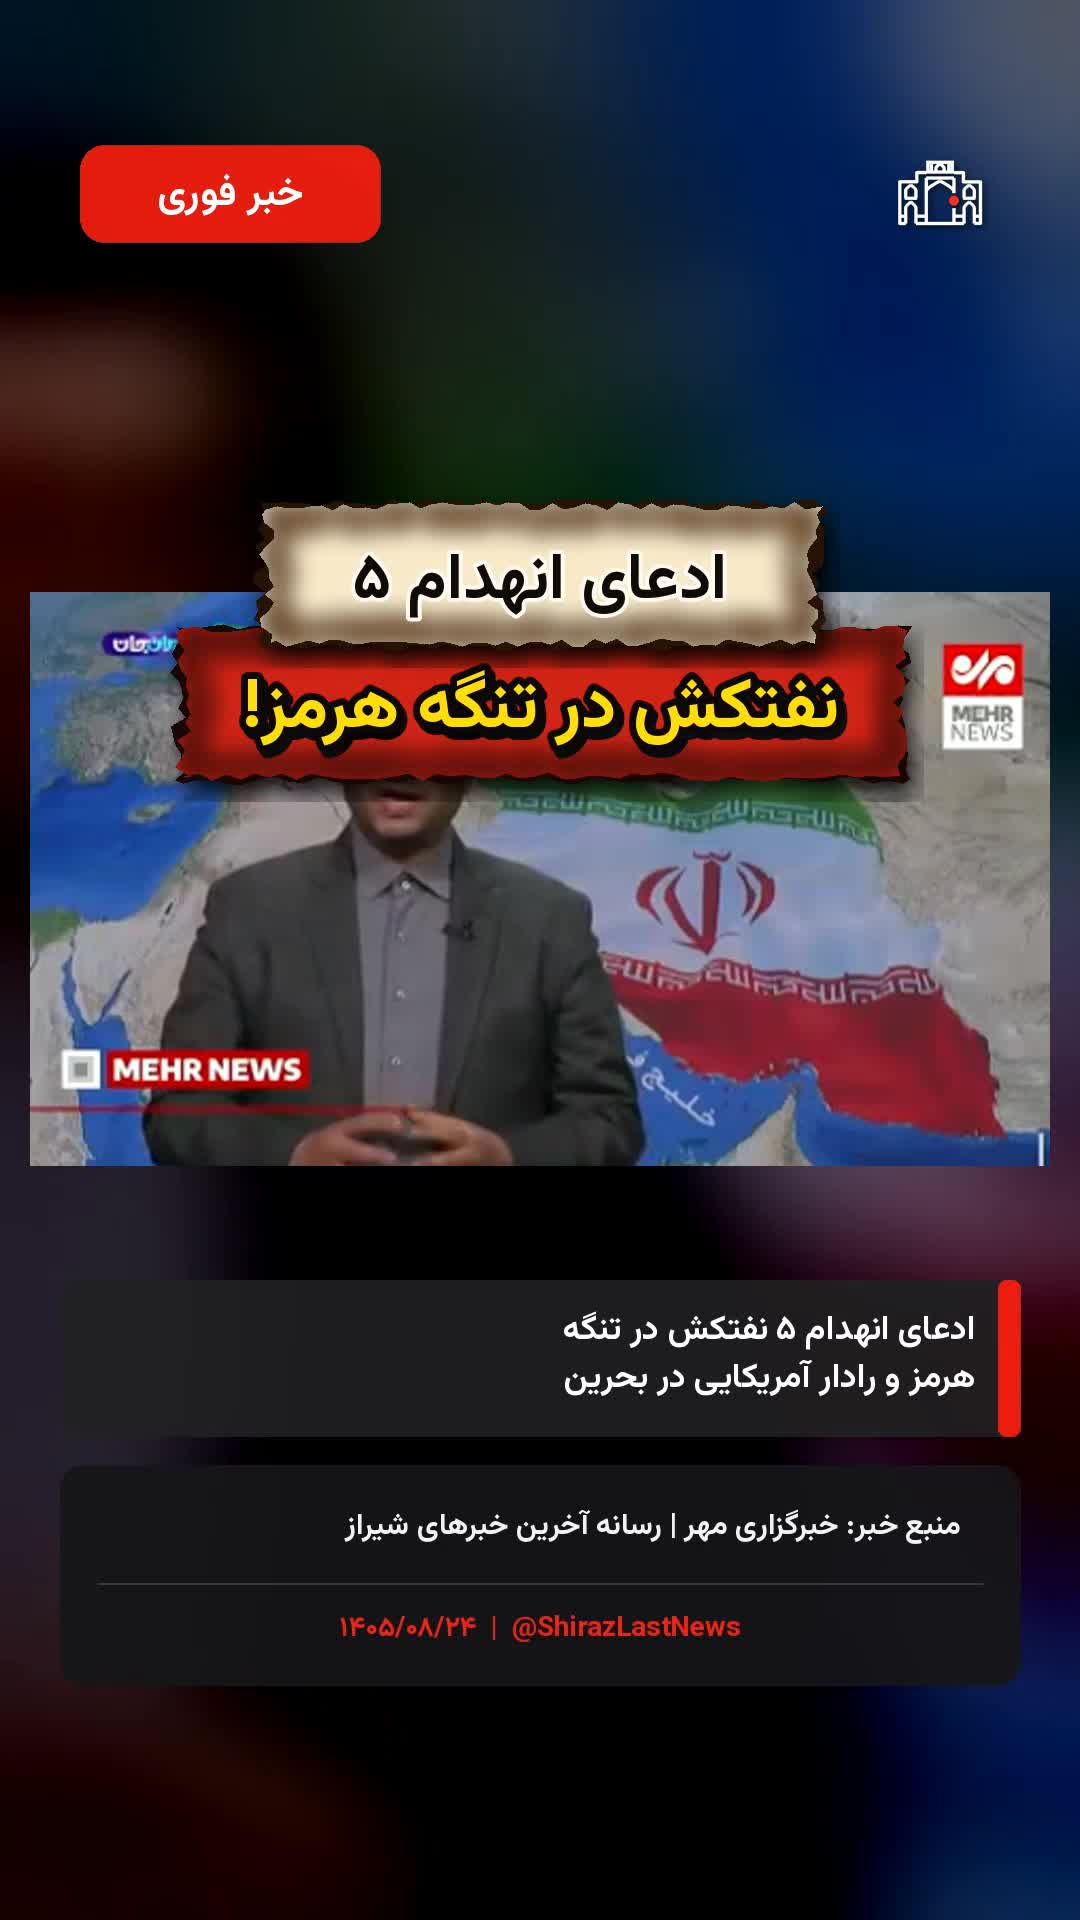 خبر فوری
ادعای انهدام ۵
نفتکش در تنگه هرمز!
مهر
MEHR
NEWS
MEHR NEWS
ادعای انهدام ۵ نفتکش در تنگه
هرمز و رادار آمریکایی در بحرین
منبع خبر: خبرگزاری مهر | رسانه آخرین خبرهای شیراز
۱۴۰۵/۰۸/۲۴ | @ShirazLastNews